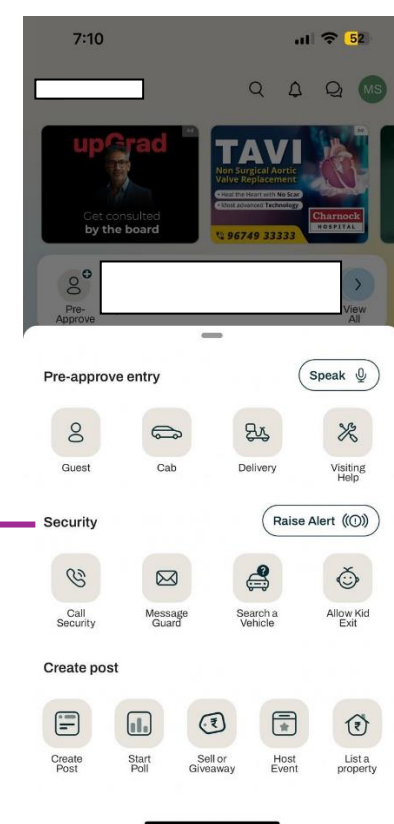 7:10
52
MS
upGrad
Ad
Get consulted
by the board
Ad
TAVI
Non Surgical Aortic
Valve Replacement
• Heal the Heart with No Scar
• Most advanced Technology
96749 33333
Charnock
HOSPITAL
Pre-
Approve
View
All
Pre-approve entry
Speak
Guest
Cab
Delivery
Visiting
Help
Security
Raise Alert
Call
Security
Message
Guard
Search a
Vehicle
Allow Kid
Exit
Create post
Create
Post
Start
Poll
Sell or
Giveaway
Host
Event
List a
property